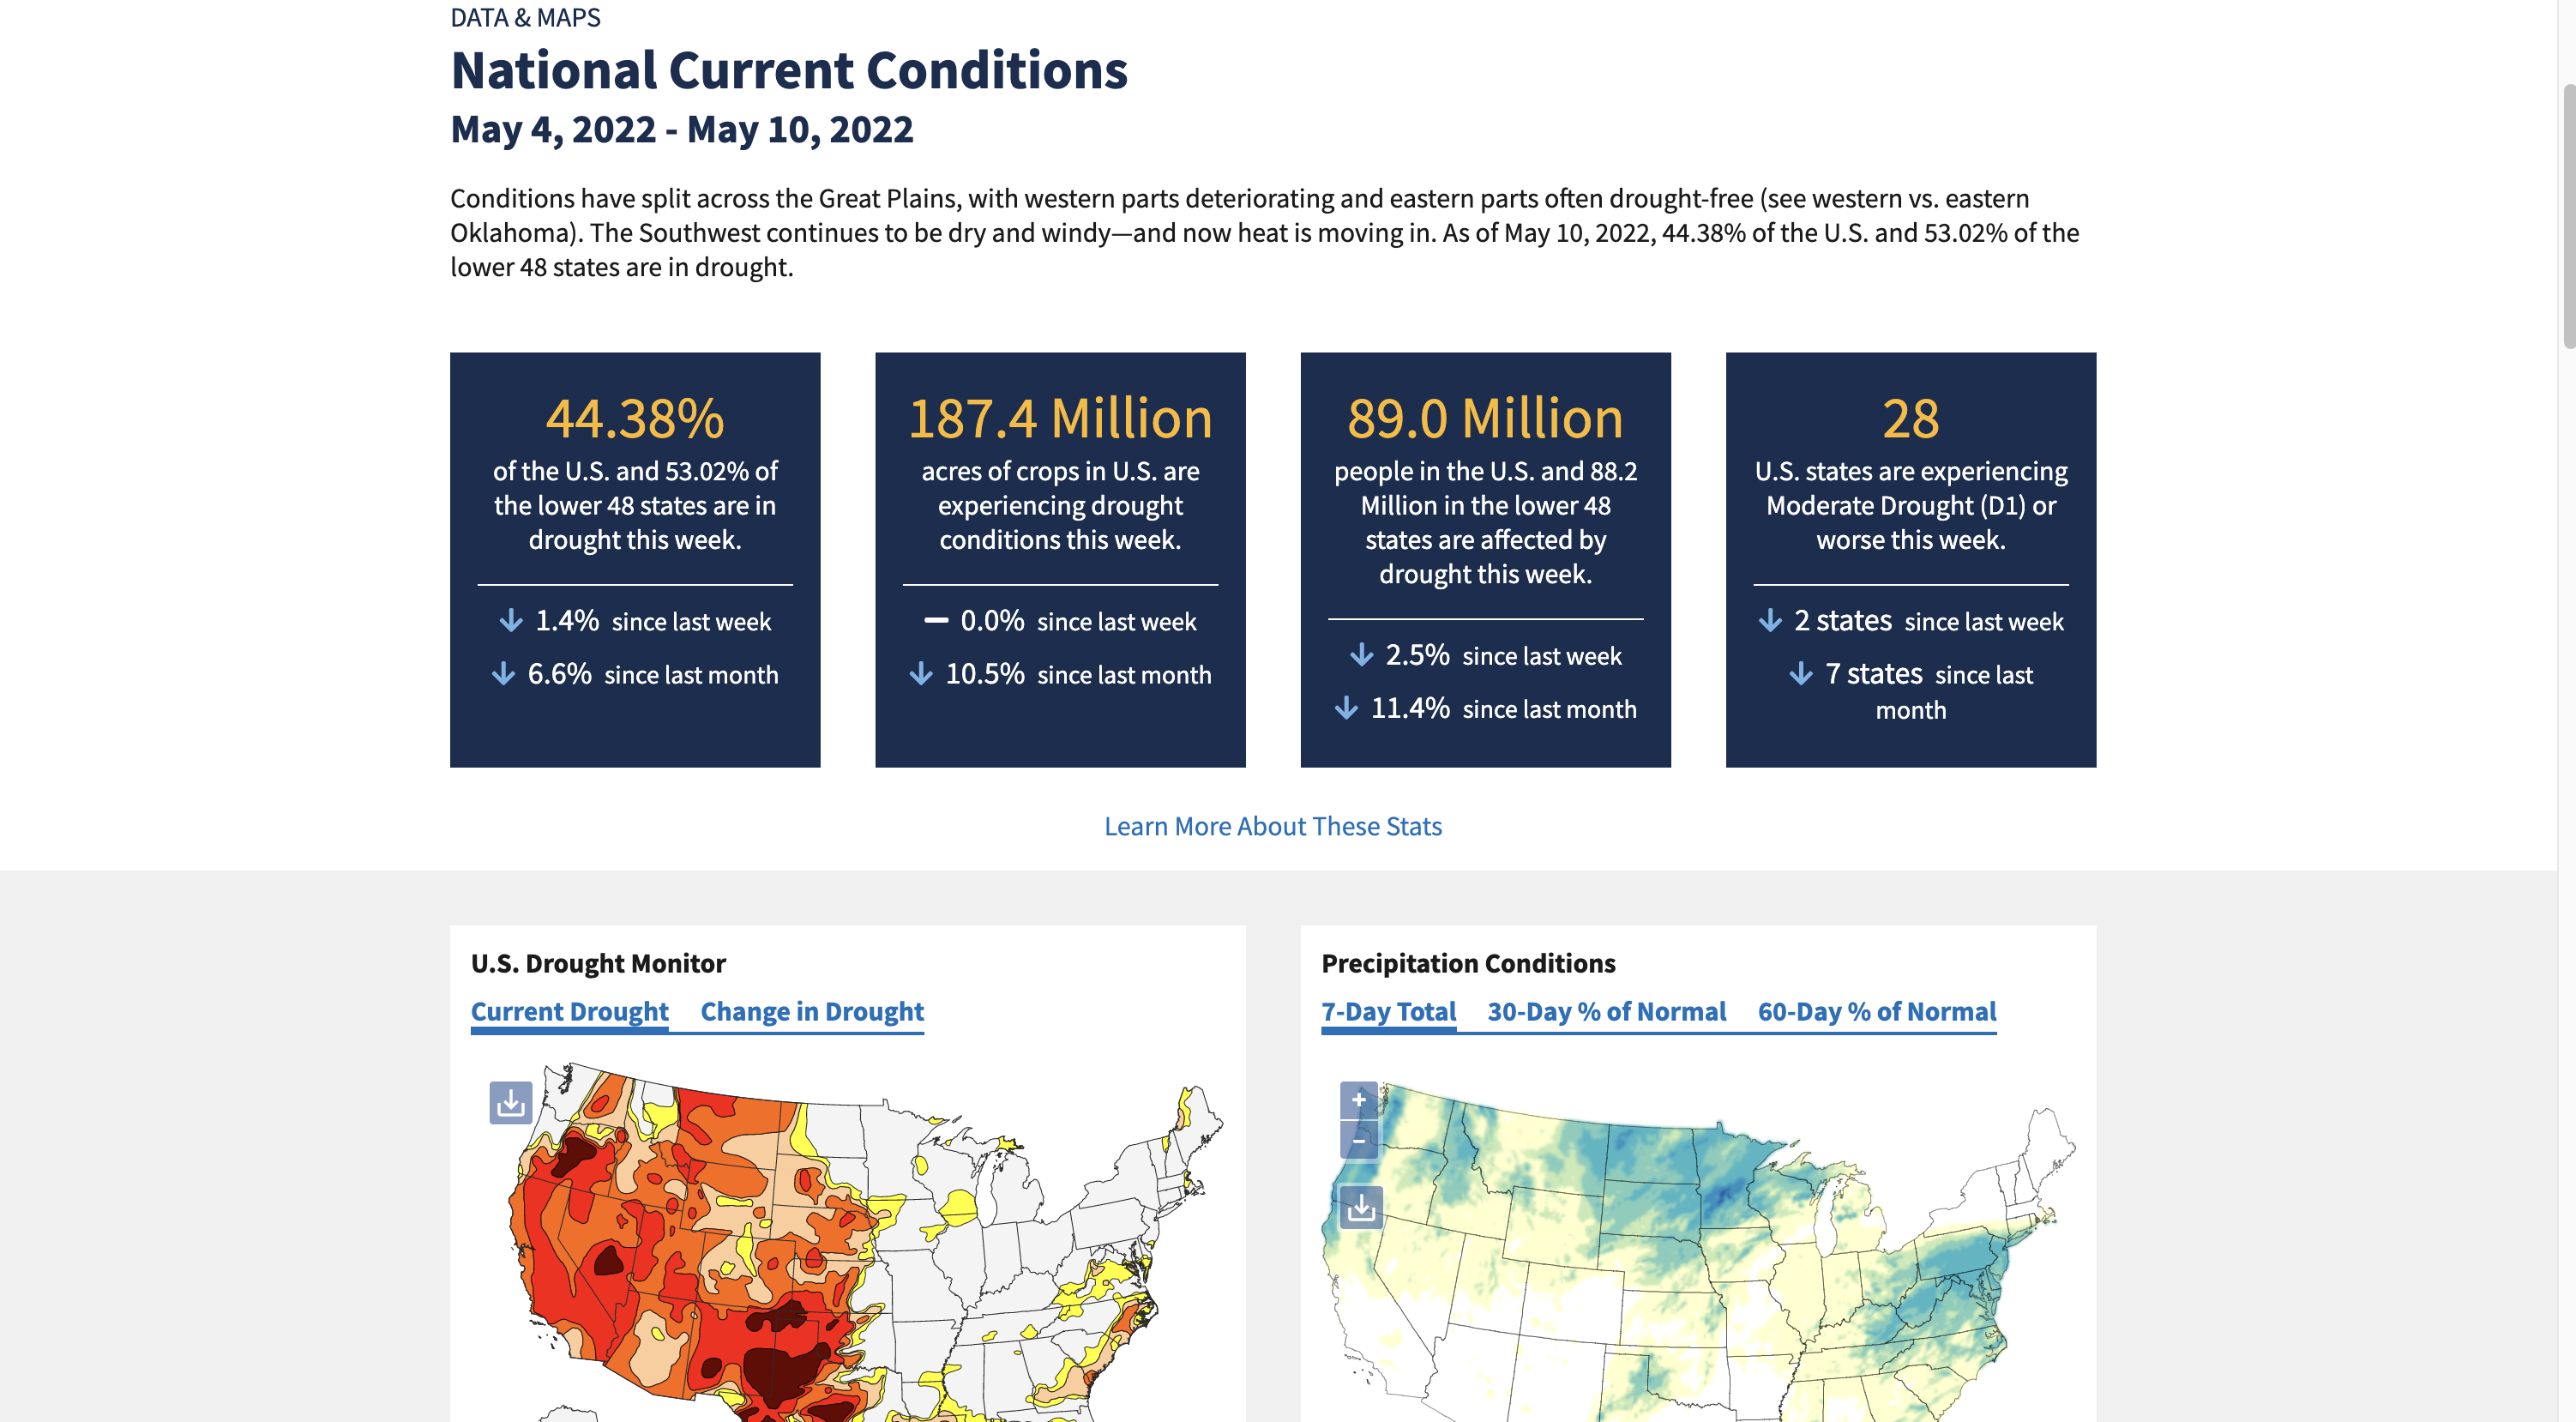 DATA & MAPS
National Current Conditions
May 4, 2022 - May 10, 2022
Conditions have split across the Great Plains, with western parts deteriorating and eastern parts often drought-free (see western vs. eastern
Oklahoma). The Southwest continues to be dry and windy—and now heat is moving in. As of May 10, 2022, 44.38% of the U.S. and 53.02% of the
lower 48 states are in drought.
44.38%
of the U.S. and 53.02% of
the lower 48 states are in
drought this week.
1.4% since last week
6.6% since last month
187.4 Million
acres of crops in U.S. are
experiencing drought
conditions this week.
0.0% since last week
10.5% since last month
89.0 Million
people in the U.S. and 88.2
Million in the lower 48
states are affected by
drought this week.
2.5% since last week
11.4% since last month
28
U.S. states are experiencing
Moderate Drought (D1) or
worse this week.
2 states since last week
7 states since last
month
Learn More About These Stats
U.S. Drought Monitor
Current Drought Change in Drought
Precipitation Conditions
7-Day Total 30-Day % of Normal 60-Day % of Normal
+
−